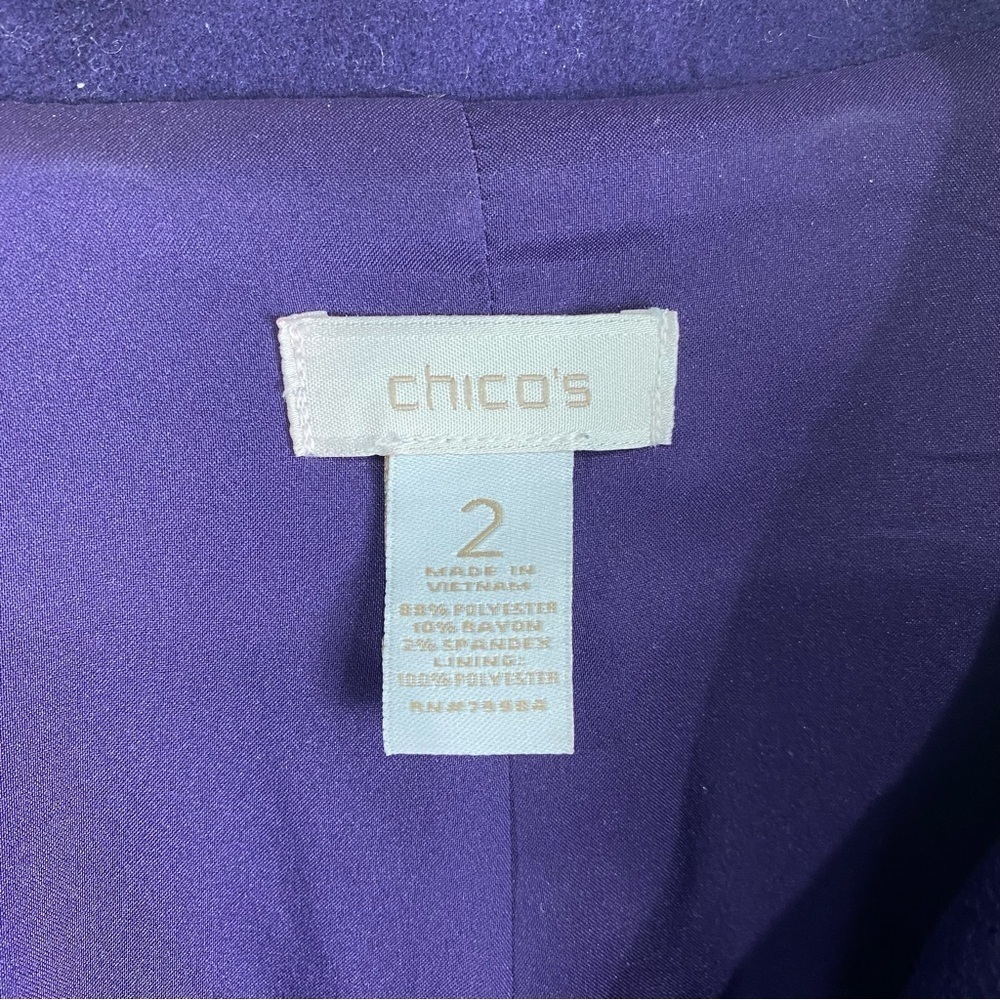 chico's
2
MADE IN
VIETNAM
88% POLYESTER
10% RAYON
2% SPANDEX
LINING:
100% POLYESTER